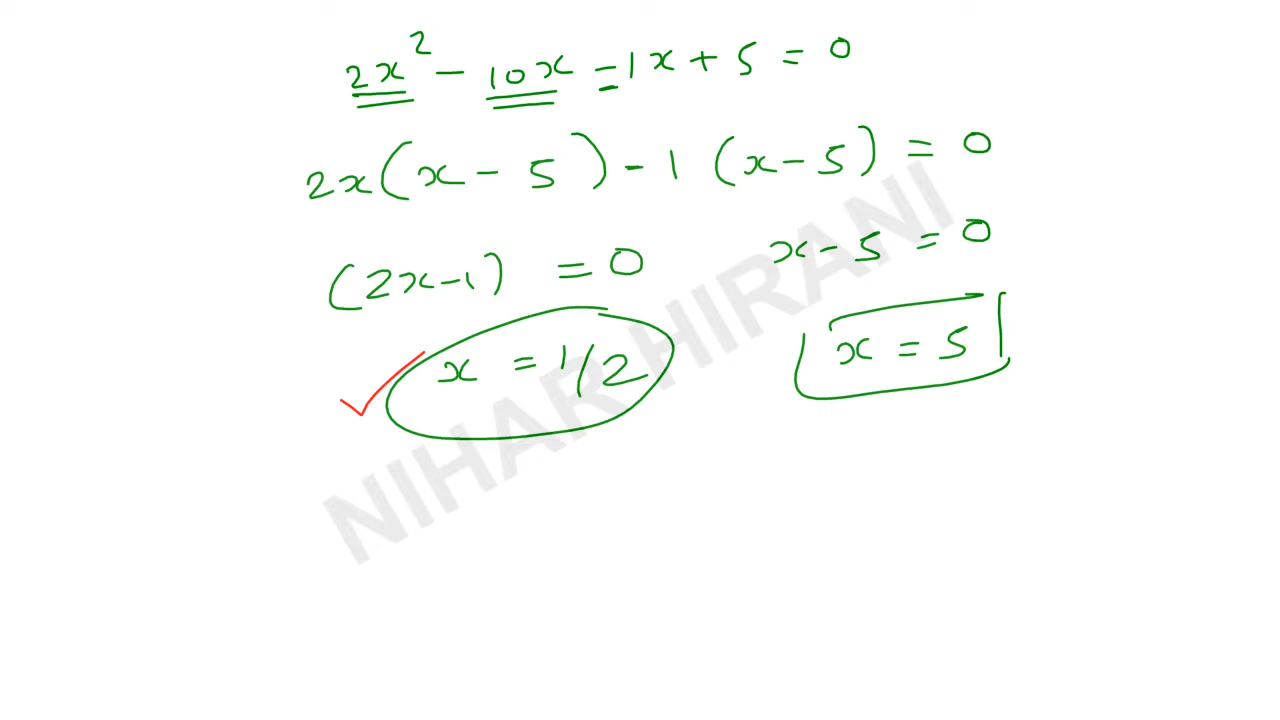 2x² - 10x = 1x + 5 = 0
2x(x - 5) - 1 (x - 5) = 0
(2x - 1) = 0
x - 5 = 0
x = 1/2
x = 5
NIHAR HIRANI